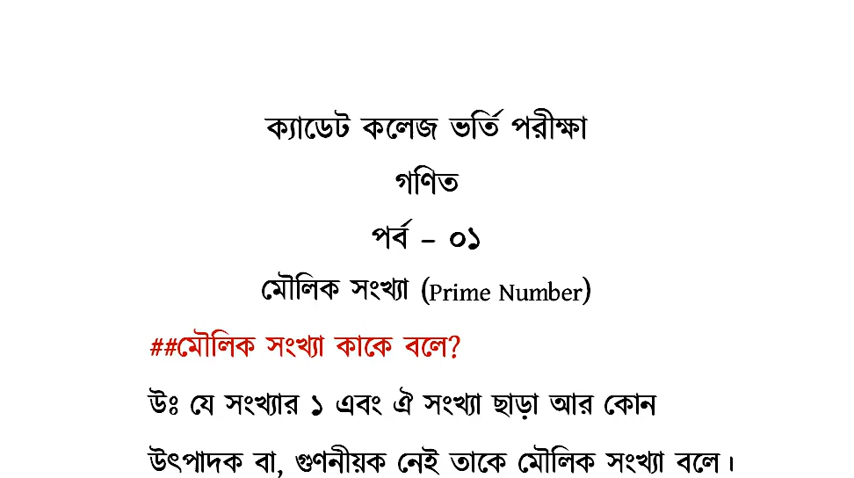 ক্যাডেট কলেজ ভর্তি পরীক্ষা
গণিত
পর্ব – ০১
মৌলিক সংখ্যা (Prime Number)
##মৌলিক সংখ্যা কাকে বলে?
উঃ যে সংখ্যার ১ এবং ঐ সংখ্যা ছাড়া আর কোন
উৎপাদক বা, গুণনীয়ক নেই তাকে মৌলিক সংখ্যা বলে।